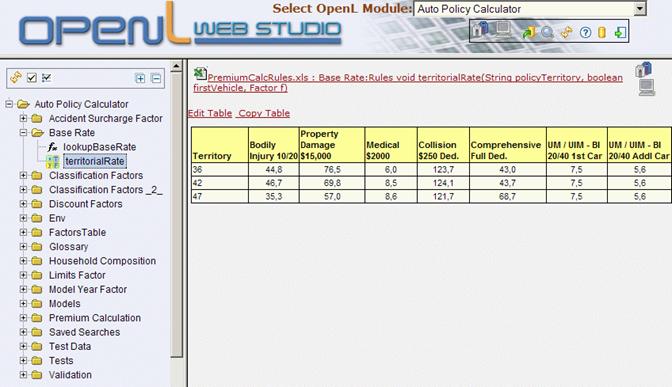 Select OpenL Module: Auto Policy Calculator
OPENL WEB STUDIO
PremiumCalcRules.xls : Base Rate:Rules void territorialRate(String policyTerritory, boolean
firstVehicle, Factor f)
Edit Table Copy Table
Auto Policy Calculator
Accident Surcharge Factor
Base Rate
lookupBaseRate
territorialRate
Classification Factors
Classification Factors _2_
Discount Factors
Env
FactorsTable
Glossary
Household Composition
Limits Factor
Model Year Factor
Models
Premium Calculation
Saved Searches
Test Data
Tests
Validation
Territory Bodily Injury 10/20 Property Damage $15,000 Medical $2000 Collision $250 Ded. Comprehensive Full Ded. UM / UIM - BI 20/40 1st Car UM / UIM - BI 20/40 Addl Car
36 44,8 76,5 6,0 123,7 43,0 7,5 5,6
42 46,7 69,8 8,5 124,1 43,7 7,5 5,6
47 35,3 57,0 8,6 121,7 68,7 7,5 5,6